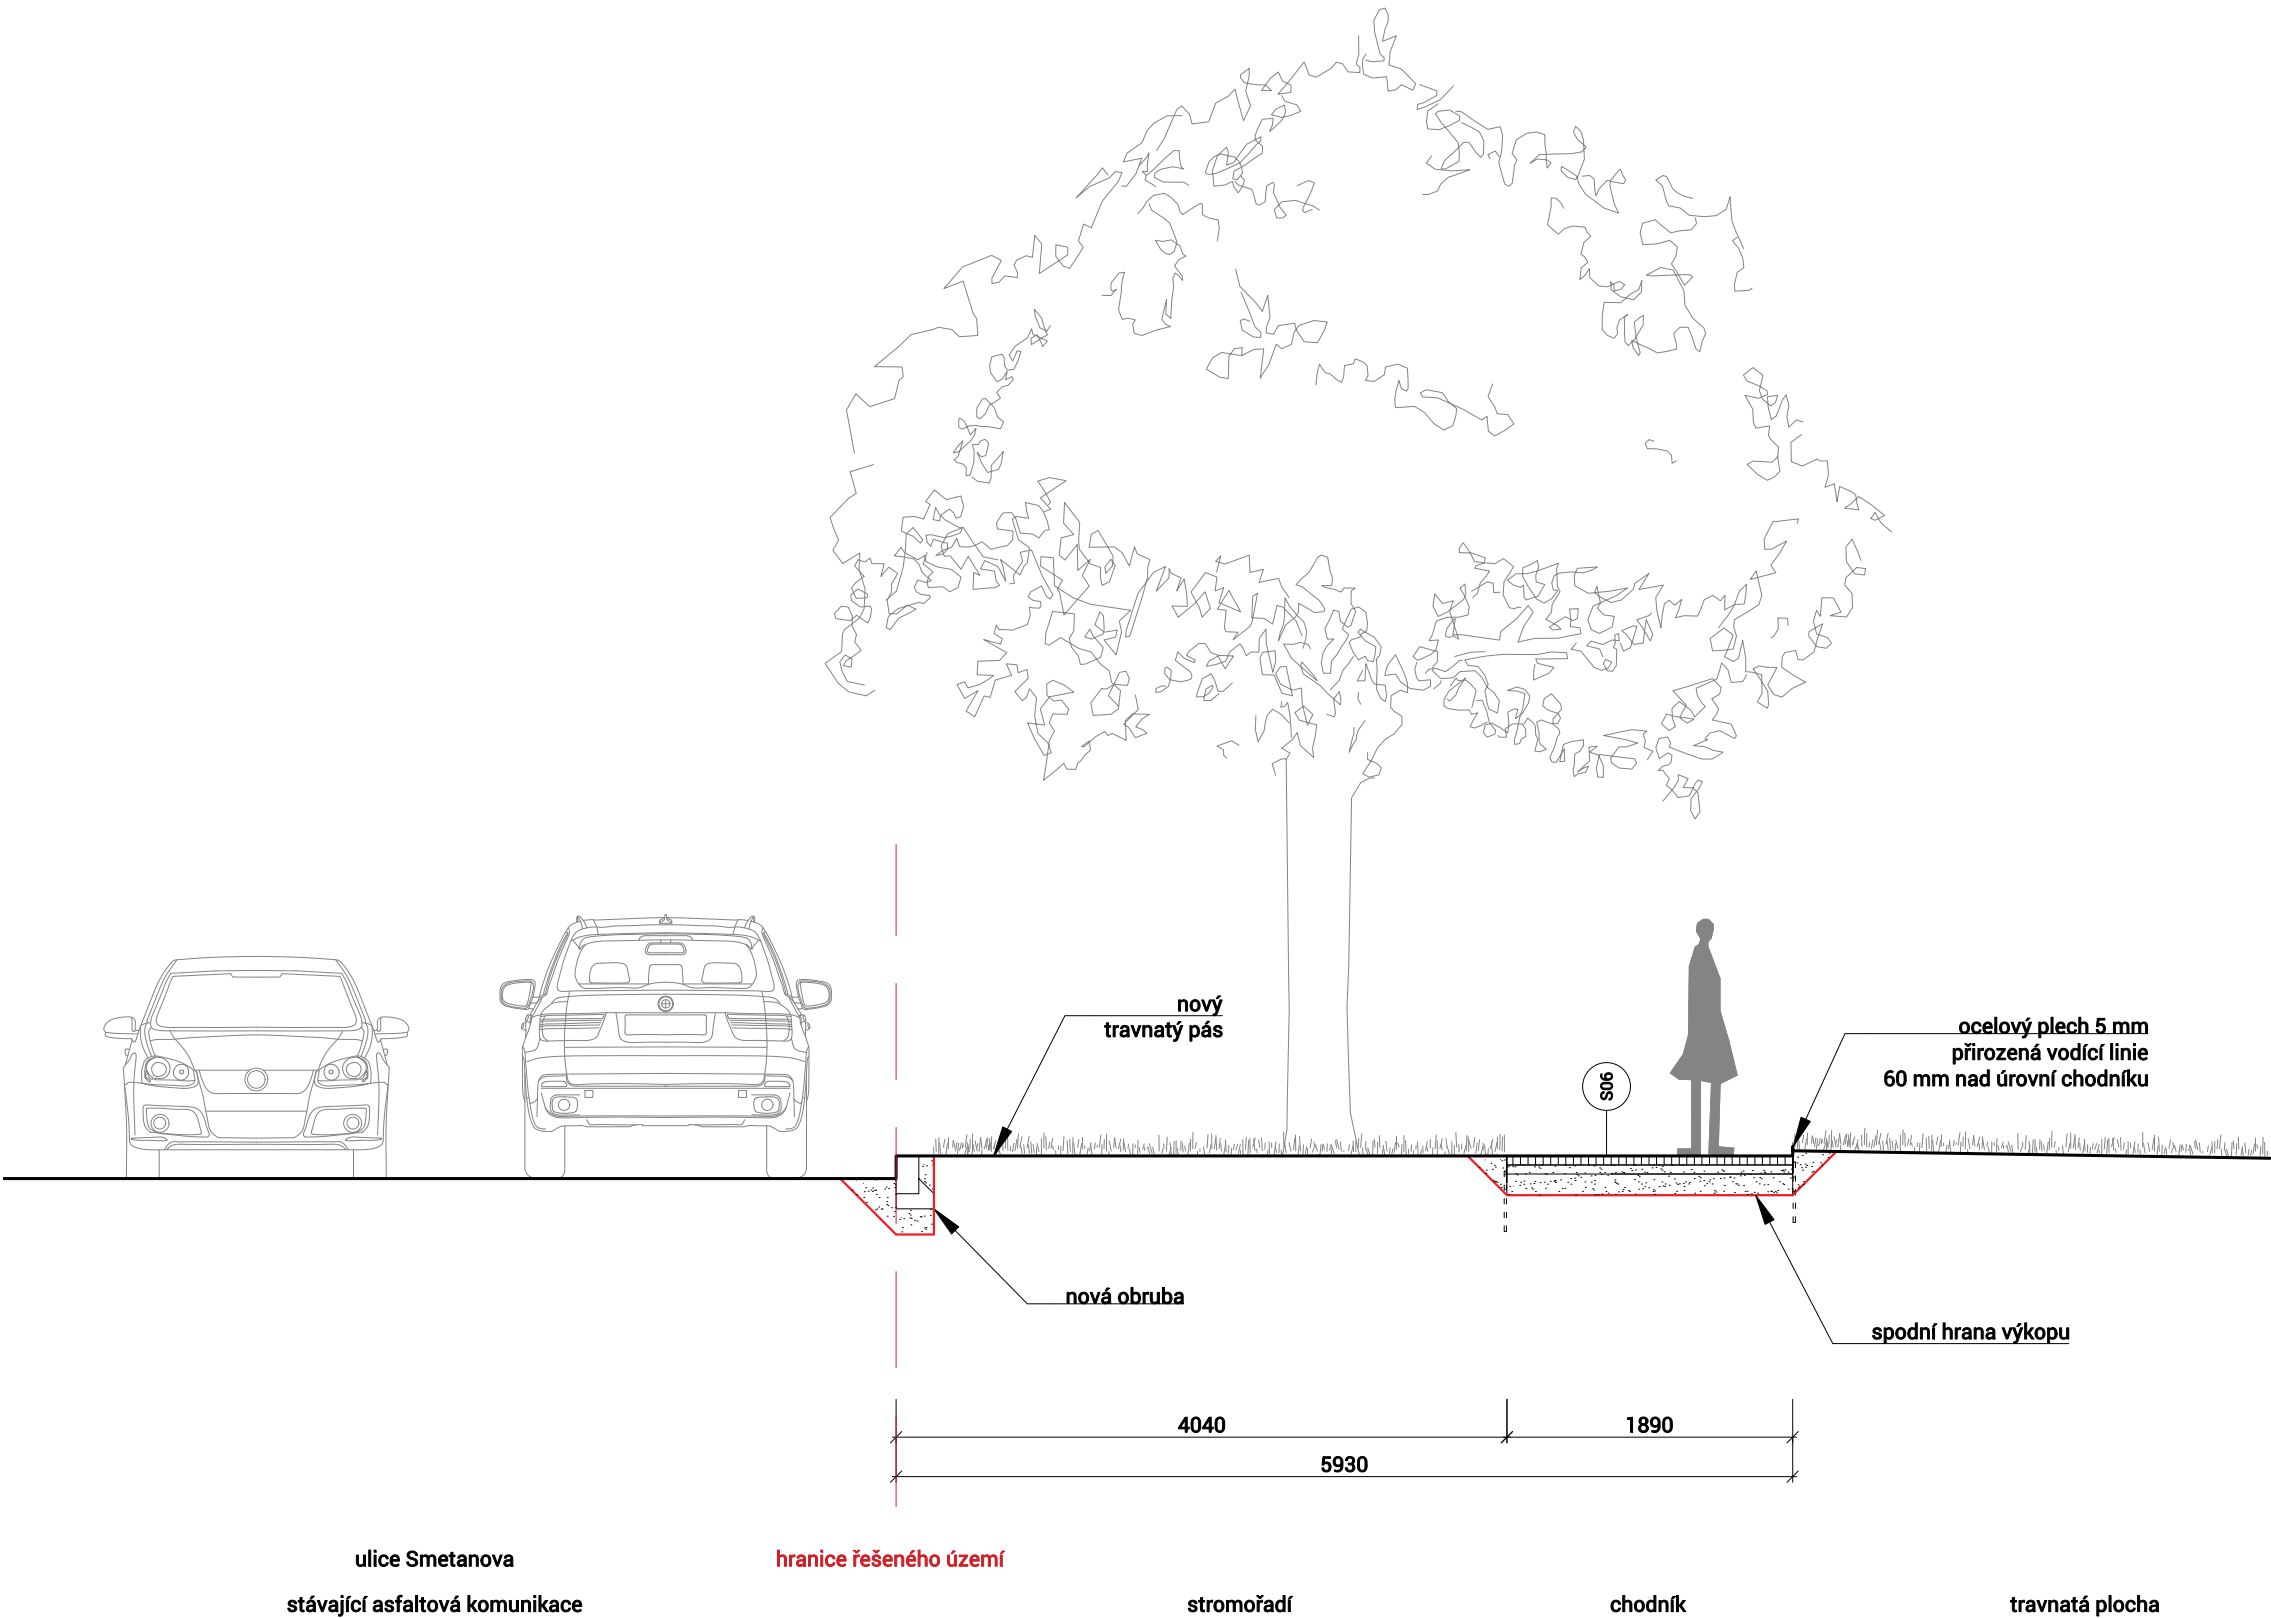 nový
travnatý pás
S06
ocelový plech 5 mm
přirozená vodící linie
60 mm nad úrovní chodníku
nová obruba
spodní hrana výkopu
4040
1890
5930
ulice Smetanova
hranice řešeného území
stávající asfaltová komunikace
stromořadí
chodník
travnatá plocha